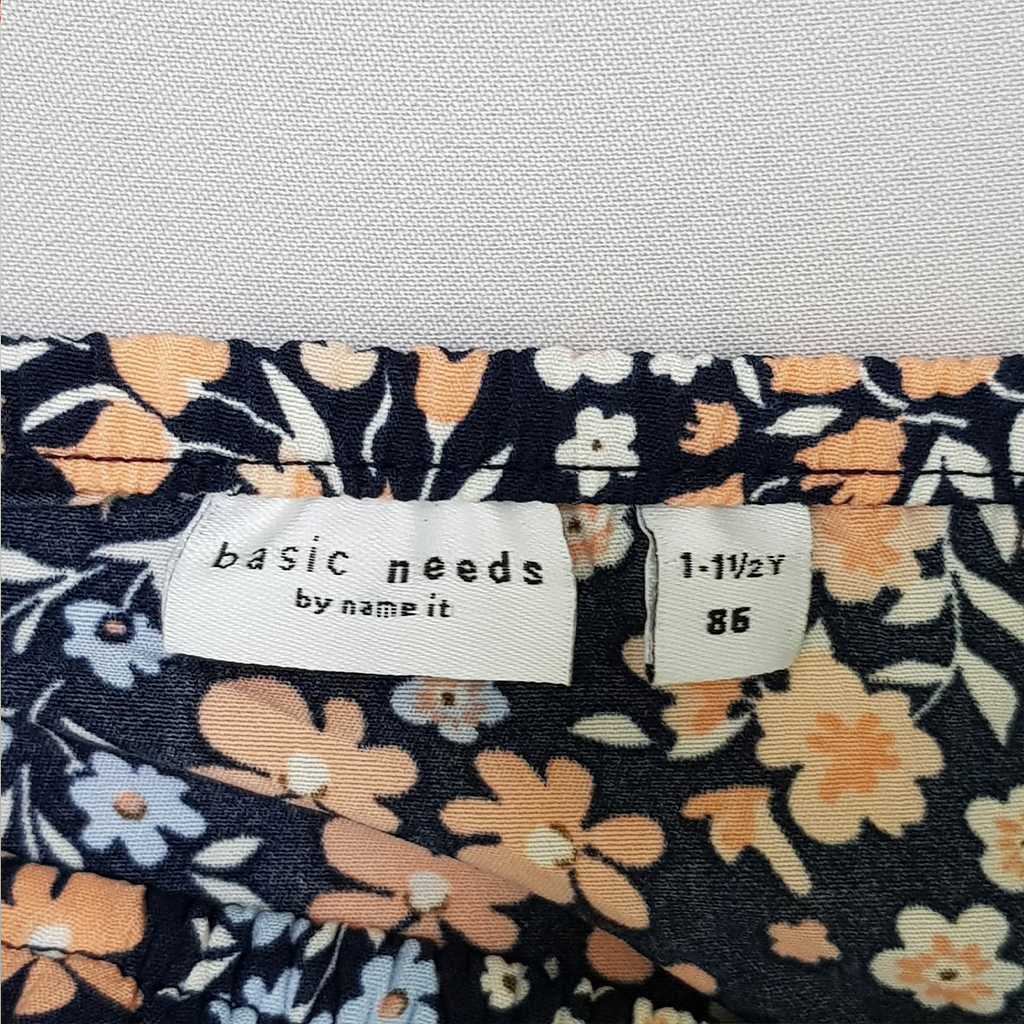 basic needs
by name it
1-1½Y
86